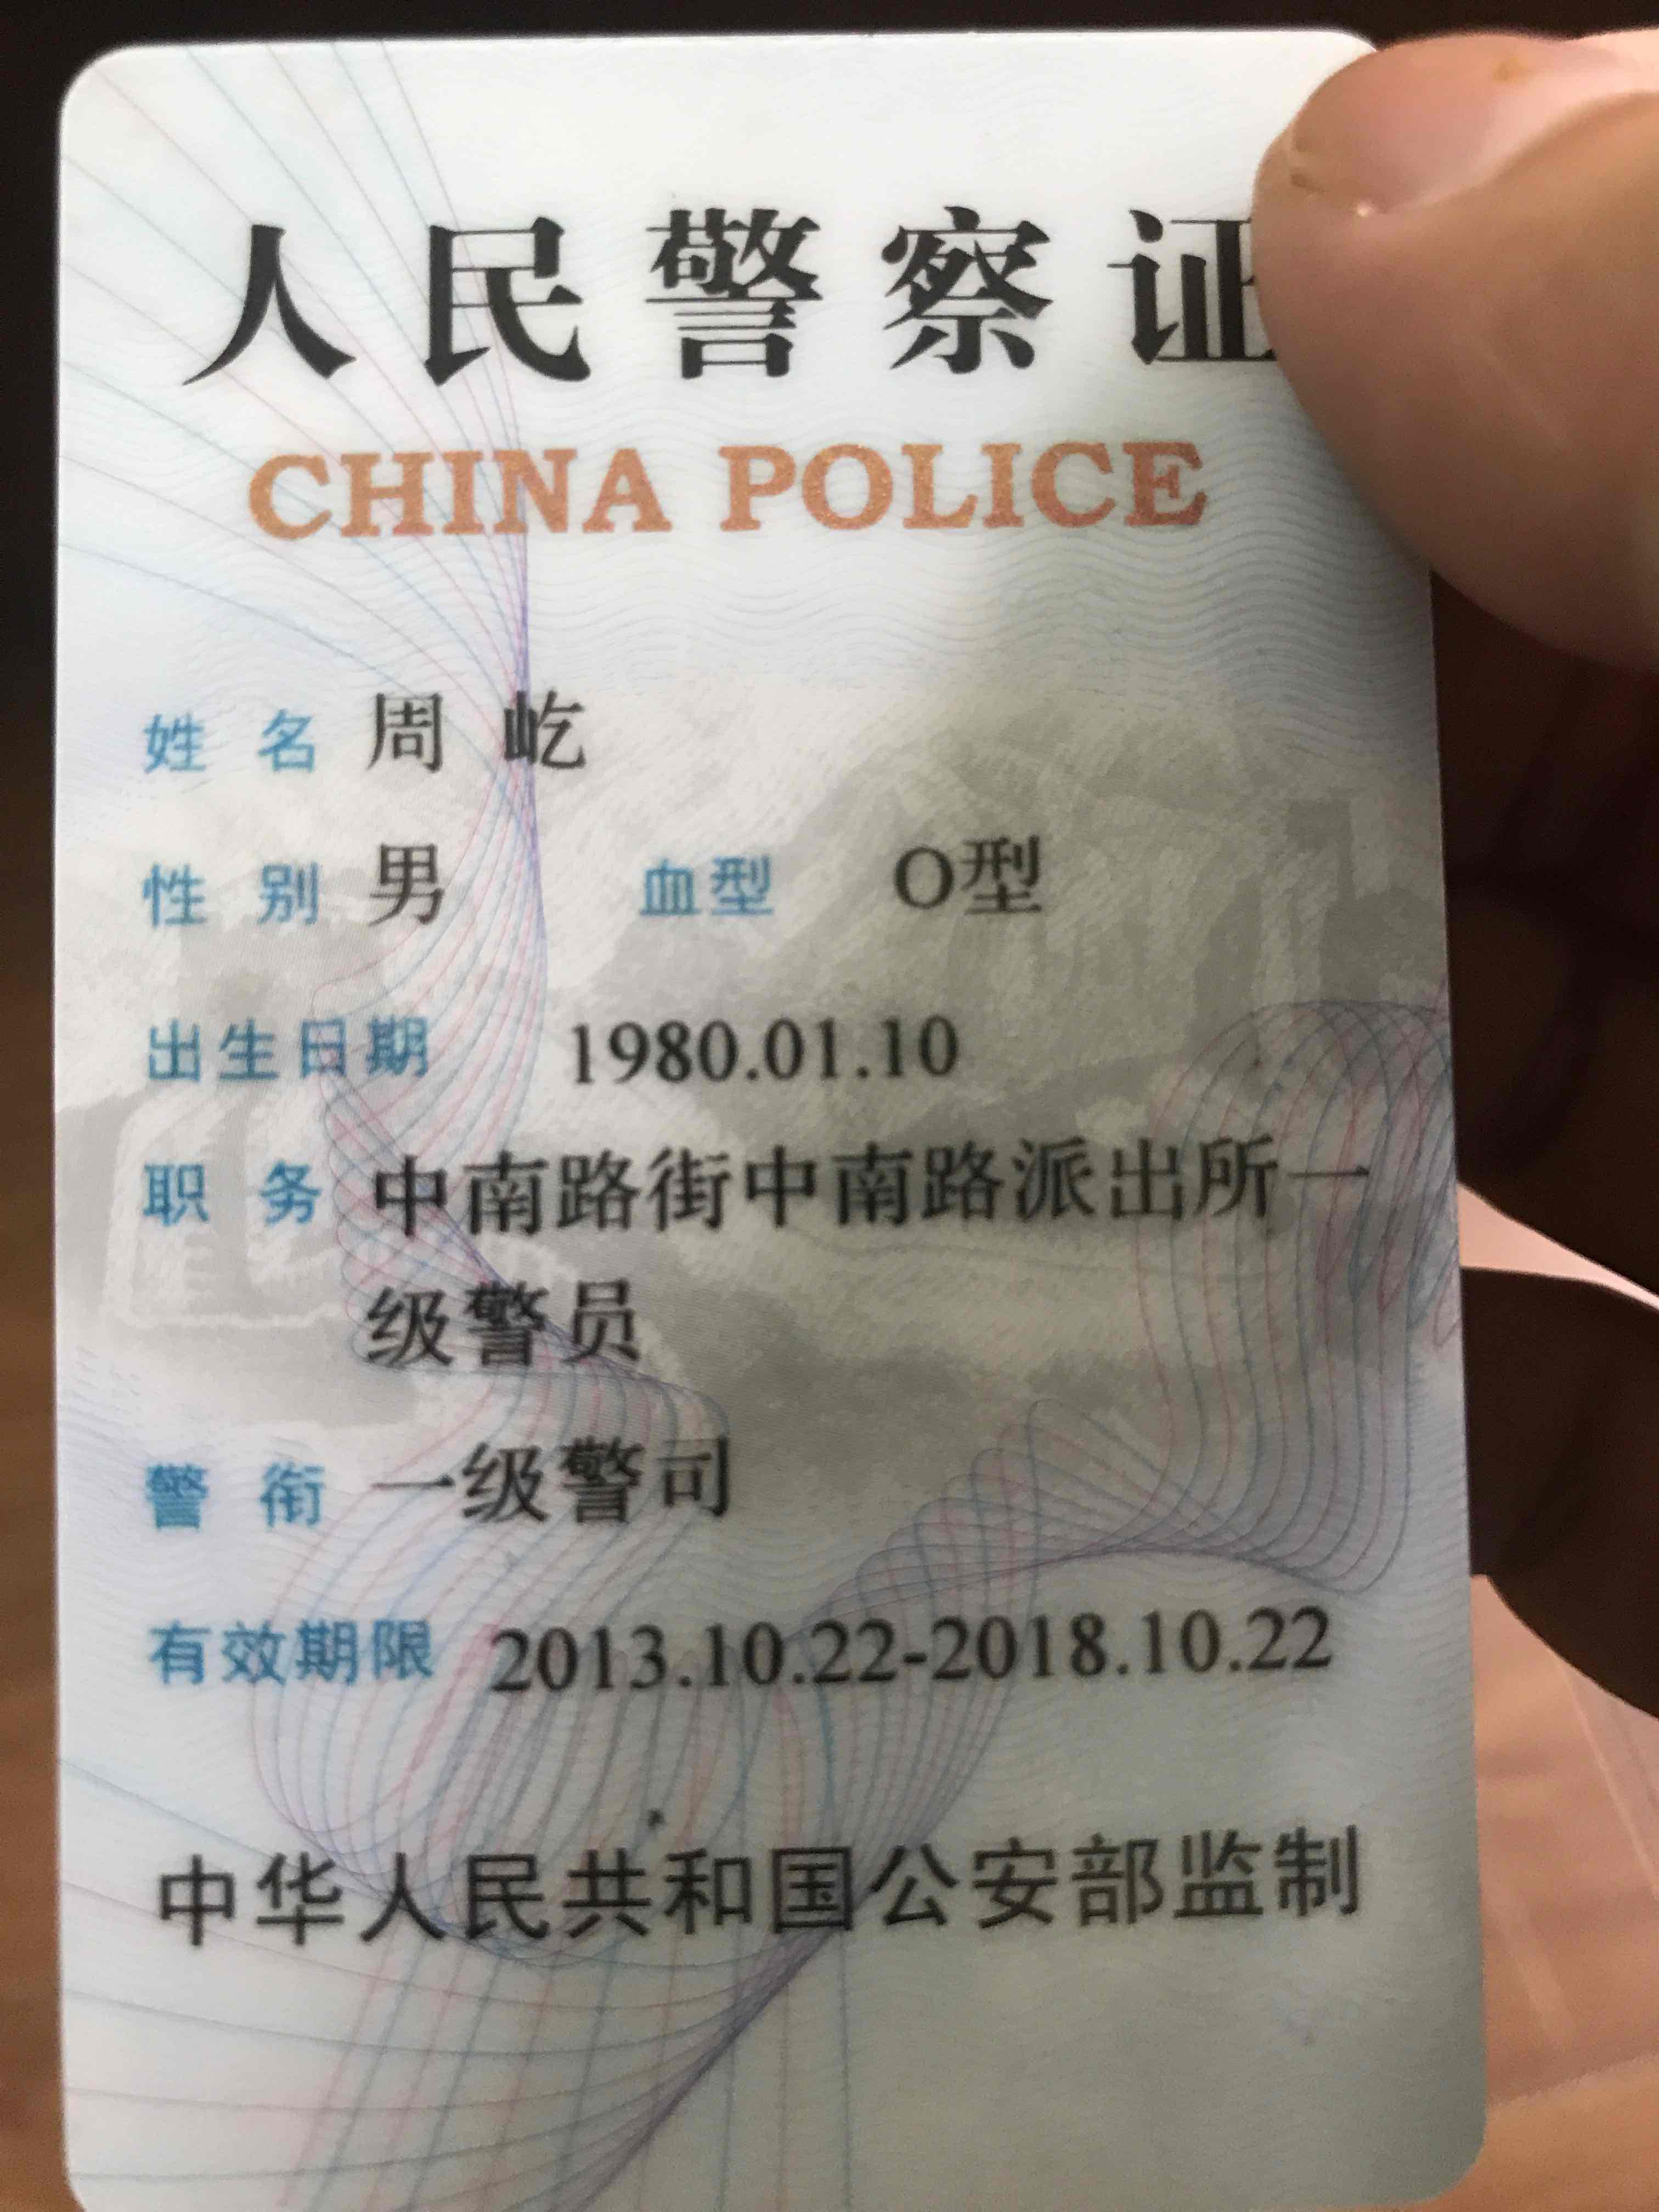 人民警察证
CHINA POLICE
姓名 周屹
性别 男 血型 O型
出生日期 1980.01.10
职务 中南路街中南路派出所一
级警员
警衔 一级警司
有效期限 2013.10.22-2018.10.22
中华人民共和国公安部监制